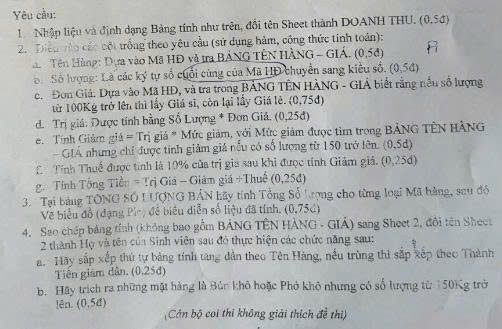 Yêu cầu:
1. Nhập liệu và định dạng Bảng tính như trên, đổi tên Sheet thành DOANH THU. (0.5đ)
2. Điền vào các cột trống theo yêu cầu (sử dụng hàm, công thức tính toán):
a. Tên Hàng: Dựa vào Mã HĐ và tra BẢNG TÊN HÀNG – GIÁ. (0,5đ)
b. Số lượng: Là các ký tự số cuối cùng của Mã HĐ chuyển sang kiểu số. (0,5đ)
c. Đơn Giá: Dựa vào Mã HĐ, và tra trong BẢNG TÊN HÀNG - GIÁ biết rằng nếu số lượng
từ 100Kg trở lên thì lấy Giá sỉ, còn lại lấy Giá lẻ. (0,75đ)
d. Trị giá: Được tính bằng Số Lượng * Đơn Giá. (0,25đ)
e. Tính Giảm giá = Trị giá * Mức giảm, với Mức giảm được tìm trong BẢNG TÊN HÀNG
– GIÁ nhưng chỉ được tính giảm giá nếu có số lượng từ 150 trở lên. (0,5đ)
f. Tính Thuế được tính là 10% của trị giá sau khi được tính Giảm giá. (0,25đ)
g. Tính Tổng Tiền = Trị Giá – Giảm giá +Thuế (0,25đ)
3. Tại bảng TỔNG SỐ LƯỢNG BÁN hãy tính Tổng Số lượng cho từng loại Mã hàng, sau đó
Vẽ biểu đồ (dạng Pie) để biểu diễn số liệu đã tính. (0,75đ)
4. Sao chép bảng tính (không bao gồm BẢNG TÊN HÀNG - GIÁ) sang Sheet 2, đổi tên Sheet
2 thành Họ và tên của Sinh viên sau đó thực hiện các chức năng sau:
a. Hãy sắp xếp thứ tự bảng tính tăng dần theo Tên Hàng, nếu trùng thì sắp xếp theo Thành
Tiền giảm dần. (0.25đ)
b. Hãy trích ra những mặt hàng là Bún khô hoặc Phở khô nhưng có số lượng từ 150Kg trở
lên. (0,5đ)
(Cán bộ coi thi không giải thích đề thi)